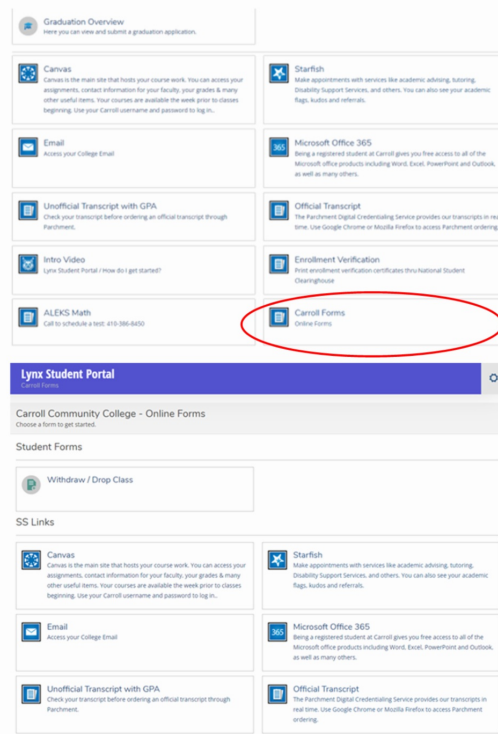 Graduation Overview
Here you can view and submit a graduation application.
Canvas
Canvas is the main site that hosts your course work. You can access your
assignments, contact information for your faculty, your grades & many
other useful items. Your courses are available the week prior to classes
beginning. Use your Carroll username and password to log in..
Starfish
Make appointments with services like academic advising, tutoring,
Disability Support Services, and others. You can also see your academic
flags, kudos and referrals.
Email
Access your College Email
365
Microsoft Office 365
Being a registered student at Carroll gives you free access to all of the
Microsoft office products including Word, Excel, PowerPoint and Outlook,
as well as many others.
Unofficial Transcript with GPA
Check your transcript before ordering an official transcript through
Parchment.
Official Transcript
The Parchment Digital Credentialing Service provides our transcripts in real
time. Use Google Chrome or Mozilla Firefox to access Parchment ordering
Intro Video
Lynx Student Portal / How do I get started?
Enrollment Verification
Print enrollment verification certificates thru National Student
Clearinghouse
ALEKS Math
Call to schedule a test: 410-386-8450
Carroll Forms
Online Forms
Lynx Student Portal
Carroll Forms
Carroll Community College - Online Forms
Choose a form to get started.
Student Forms
Withdraw / Drop Class
SS Links
Canvas
Canvas is the main site that hosts your course work. You can access your
assignments, contact information for your faculty, your grades & many
other useful items. Your courses are available the week prior to classes
beginning. Use your Carroll username and password to log in..
Starfish
Make appointments with services like academic advising, tutoring,
Disability Support Services, and others. You can also see your academic
flags, kudos and referrals.
Email
Access your College Email
365
Microsoft Office 365
Being a registered student at Carroll gives you free access to all of the
Microsoft office products including Word, Excel, PowerPoint and Outlook,
as well as many others.
Unofficial Transcript with GPA
Check your transcript before ordering an official transcript through
Parchment.
Official Transcript
The Parchment Digital Credentialing Service provides our transcripts in
real time. Use Google Chrome or Mozilla Firefox to access Parchment
ordering.